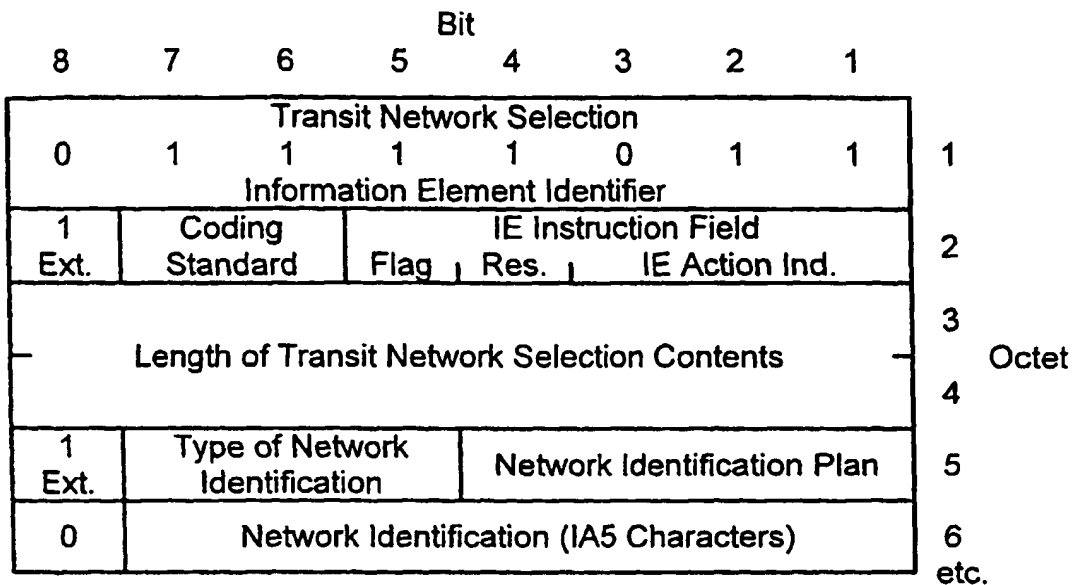 Bit
8 7 6 5 4 3 2 1
Transit Network Selection
0 1 1 1 1 0 1 1 1
Information Element Identifier
1 Coding IE Instruction Field
Ext. Standard Flag Res. IE Action Ind. 2
3
Length of Transit Network Selection Contents Octet
4
1 Type of Network
Ext. Identification Network Identification Plan 5
0 Network Identification (IA5 Characters) 6
etc.